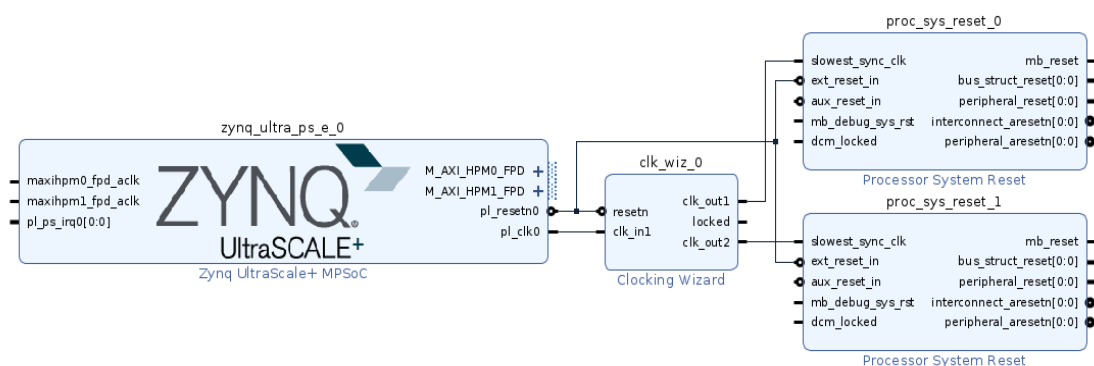 zynq_ultra_ps_e_0
maxihpm0_fpd_aclk
maxihpm1_fpd_aclk
pl_ps_irq0[0:0]
ZYNQ
UltraSCALE+
M_AXI_HPM0_FPD
M_AXI_HPM1_FPD
pl_resetn0
pl_clk0
Zynq UltraScale+ MPSoC
clk_wiz_0
resetn
clk_in1
clk_out1
locked
clk_out2
Clocking Wizard
proc_sys_reset_0
slowest_sync_clk mb_reset
ext_reset_in bus_struct_reset[0:0]
aux_reset_in peripheral_reset[0:0]
mb_debug_sys_rst interconnect_aresetn[0:0]
dcm_locked peripheral_aresetn[0:0]
Processor System Reset
proc_sys_reset_1
slowest_sync_clk mb_reset
ext_reset_in bus_struct_reset[0:0]
aux_reset_in peripheral_reset[0:0]
mb_debug_sys_rst interconnect_aresetn[0:0]
dcm_locked peripheral_aresetn[0:0]
Processor System Reset